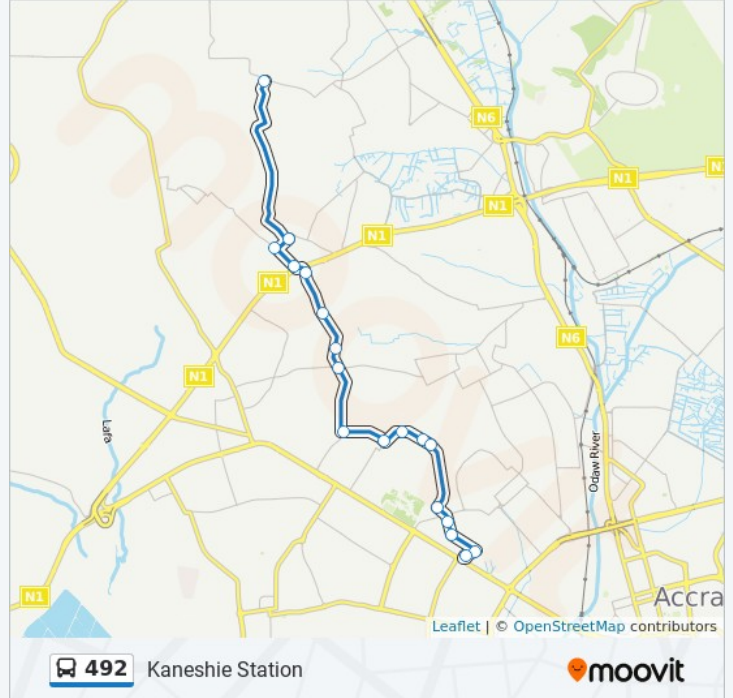 N6
N1
N1
N1
N1
N1
N6
N1
Lafa
Odaw River
N1
Accra
Leaflet | © OpenStreetMap contributors
492 Kaneshie Station
moovit